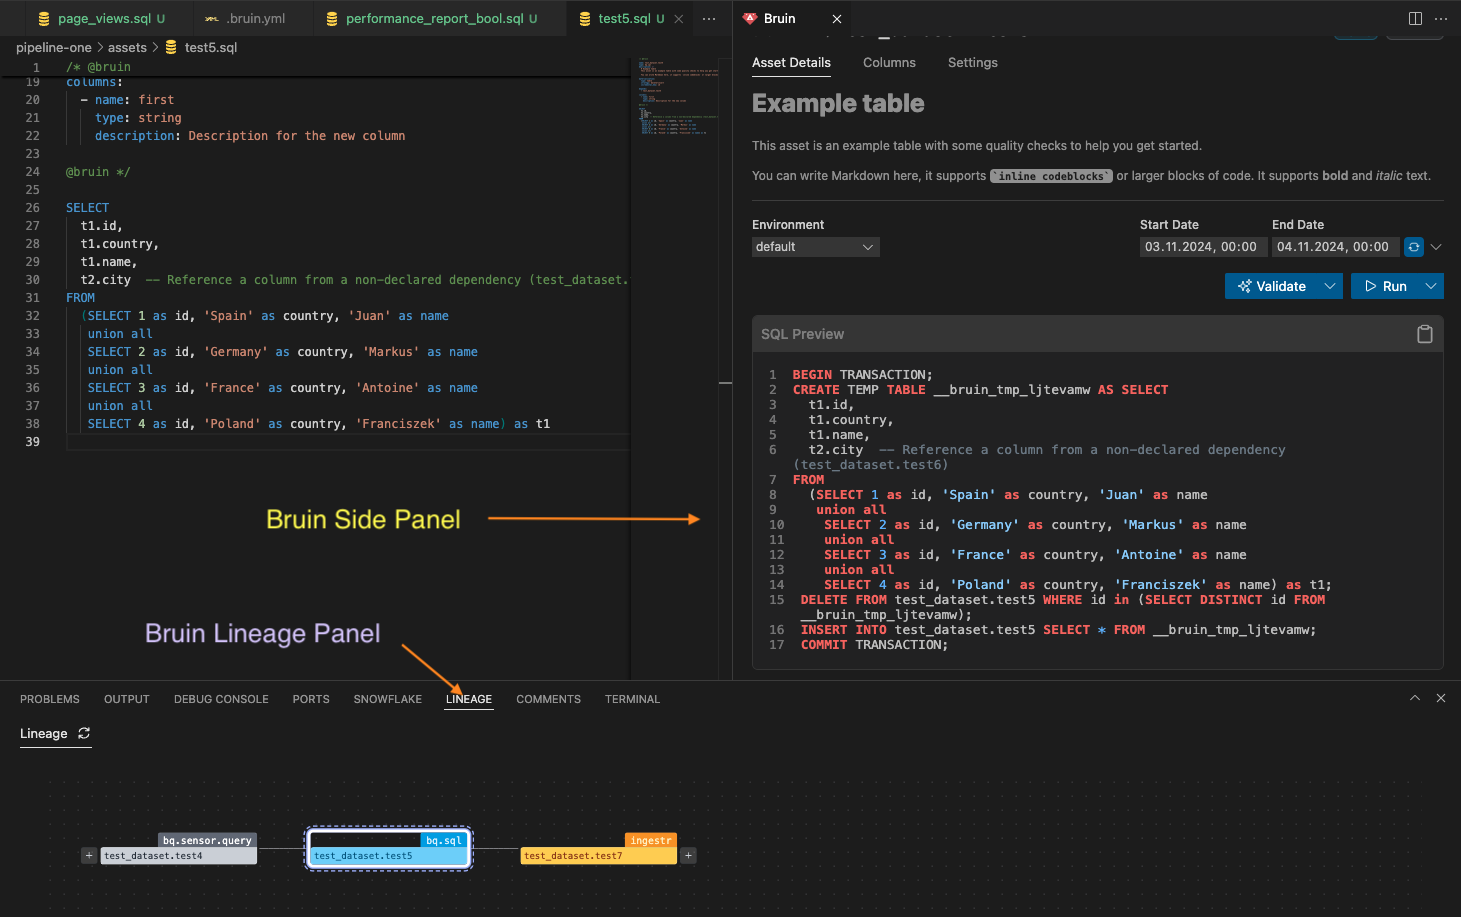 page_views.sql U
.bruin.yml
performance_report_bool.sql U
test5.sql U
pipeline-one > assets > test5.sql
1 /* @bruin
19 columns:
20 - name: first
21 type: string
22 description: Description for the new column
23
24 @bruin */
25
26 SELECT
27 t1.id,
28 t1.country,
29 t1.name,
30 t2.city -- Reference a column from a non-declared dependency (test_dataset.
31 FROM
32 (SELECT 1 as id, 'Spain' as country, 'Juan' as name
33 union all
34 SELECT 2 as id, 'Germany' as country, 'Markus' as name
35 union all
36 SELECT 3 as id, 'France' as country, 'Antoine' as name
37 union all
38 SELECT 4 as id, 'Poland' as country, 'Franciszek' as name) as t1
39
Bruin Side Panel
Bruin Lineage Panel
Bruin
Asset Details Columns Settings
Example table
This asset is an example table with some quality checks to help you get started.
You can write Markdown here, it supports `inline codeblocks` or larger blocks of code. It supports bold and italic text.
Environment Start Date End Date
default 03.11.2024, 00:00 04.11.2024, 00:00
Validate Run
SQL Preview
1 BEGIN TRANSACTION;
2 CREATE TEMP TABLE __bruin_tmp_ljtevamw AS SELECT
3 t1.id,
4 t1.country,
5 t1.name,
6 t2.city -- Reference a column from a non-declared dependency
(test_dataset.test6)
7 FROM
8 (SELECT 1 as id, 'Spain' as country, 'Juan' as name
9 union all
10 SELECT 2 as id, 'Germany' as country, 'Markus' as name
11 union all
12 SELECT 3 as id, 'France' as country, 'Antoine' as name
13 union all
14 SELECT 4 as id, 'Poland' as country, 'Franciszek' as name) as t1;
15 DELETE FROM test_dataset.test5 WHERE id in (SELECT DISTINCT id FROM
__bruin_tmp_ljtevamw);
16 INSERT INTO test_dataset.test5 SELECT * FROM __bruin_tmp_ljtevamw;
17 COMMIT TRANSACTION;
PROBLEMS OUTPUT DEBUG CONSOLE PORTS SNOWFLAKE LINEAGE COMMENTS TERMINAL
Lineage
bq.sensor.query
test_dataset.test4
bq.sql
test_dataset.test5
ingestr
test_dataset.test7